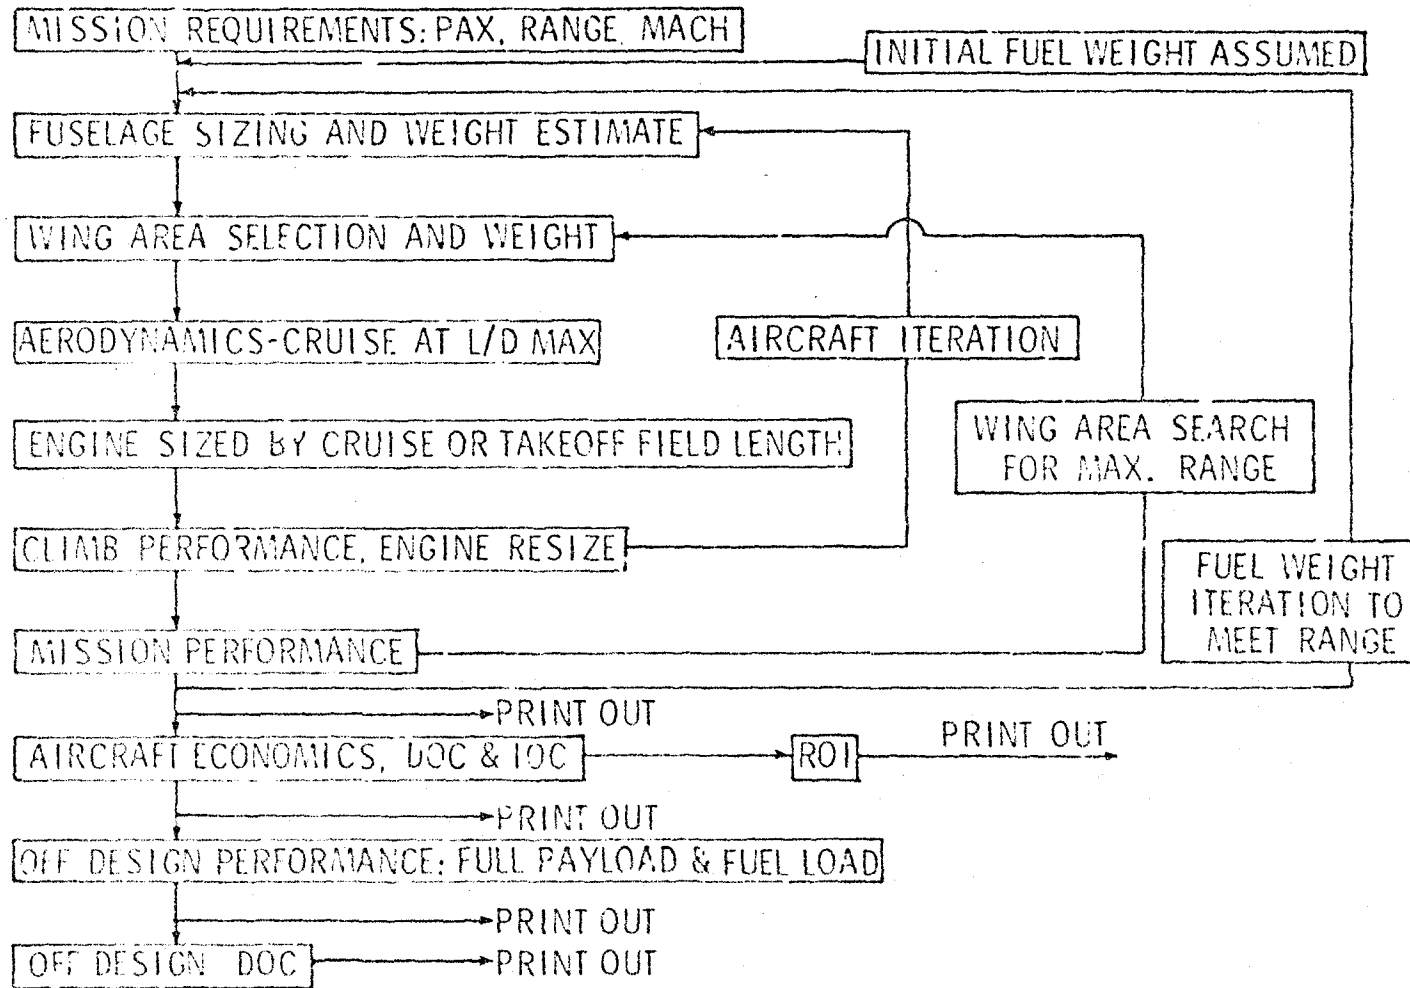 MISSION REQUIREMENTS: PAX, RANGE, MACH
INITIAL FUEL WEIGHT ASSUMED
FUSELAGE SIZING AND WEIGHT ESTIMATE
WING AREA SELECTION AND WEIGHT
AERODYNAMICS-CRUISE AT L/D MAX
AIRCRAFT ITERATION
ENGINE SIZED BY CRUISE OR TAKEOFF FIELD LENGTH
WING AREA SEARCH
FOR MAX. RANGE
CLIMB PERFORMANCE, ENGINE RESIZE
FUEL WEIGHT
ITERATION TO
MEET RANGE
MISSION PERFORMANCE
PRINT OUT
AIRCRAFT ECONOMICS, DOC & IOC
ROI
PRINT OUT
PRINT OUT
OFF DESIGN PERFORMANCE: FULL PAYLOAD & FUEL LOAD
PRINT OUT
OFF DESIGN DOC
PRINT OUT